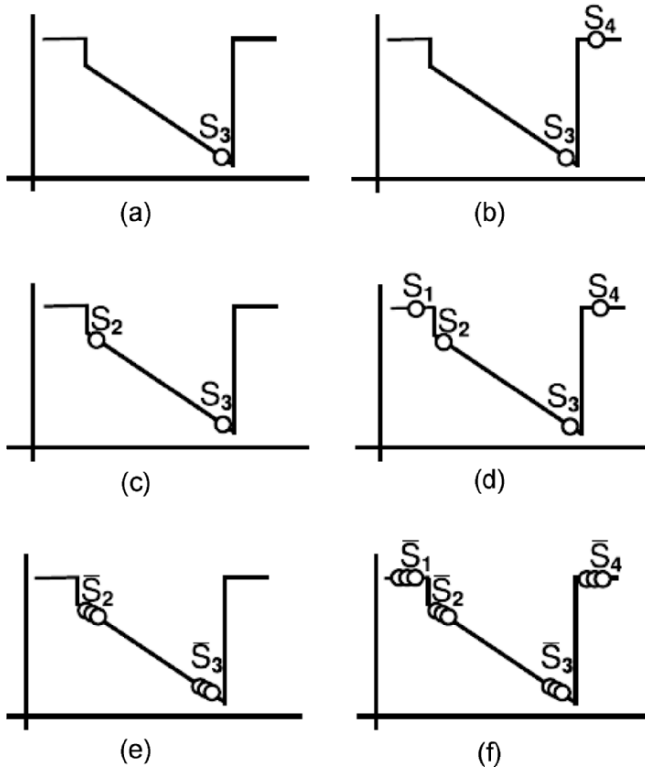 S₄
S₃ S₃
(a) (b)
S₁ S₄
S₂ S₂
S₃ S₃
(c) (d)
S̄₁ S̄₄
S̄₂ S̄₂
S̄₃ S̄₃
(e) (f)